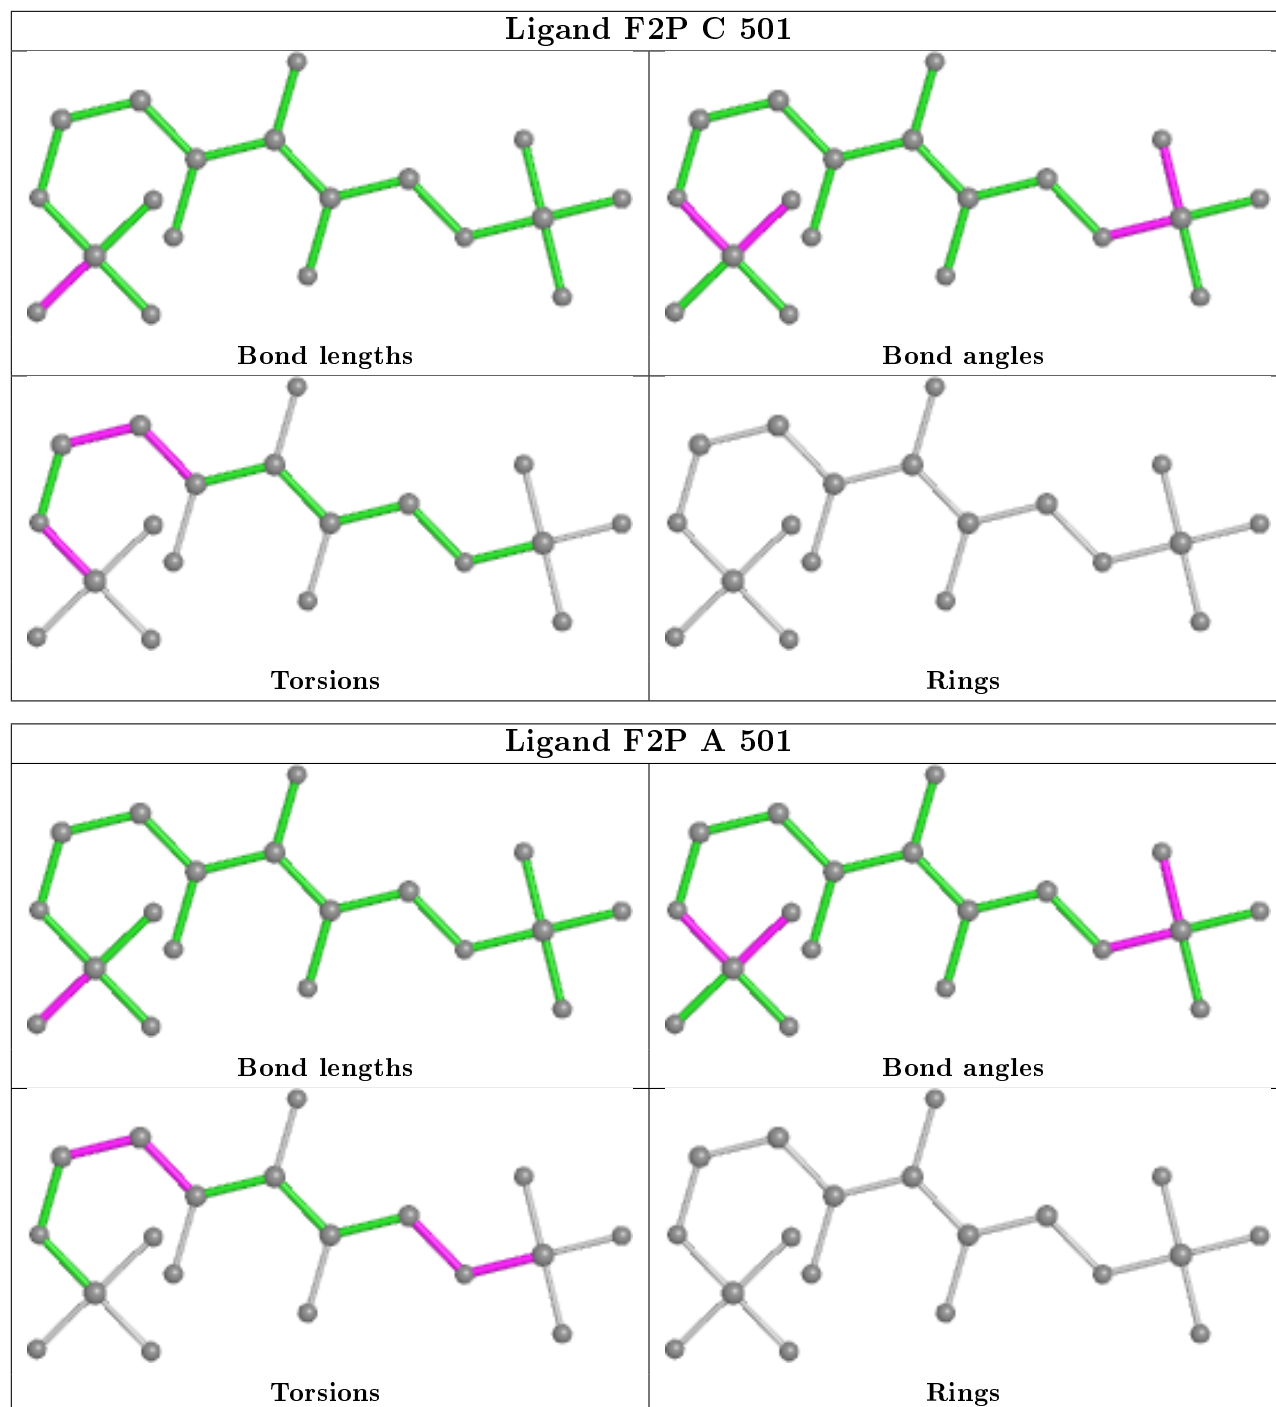 Ligand F2P C 501
Bond lengths
Bond angles
Torsions
Rings
Ligand F2P A 501
Bond lengths
Bond angles
Torsions
Rings